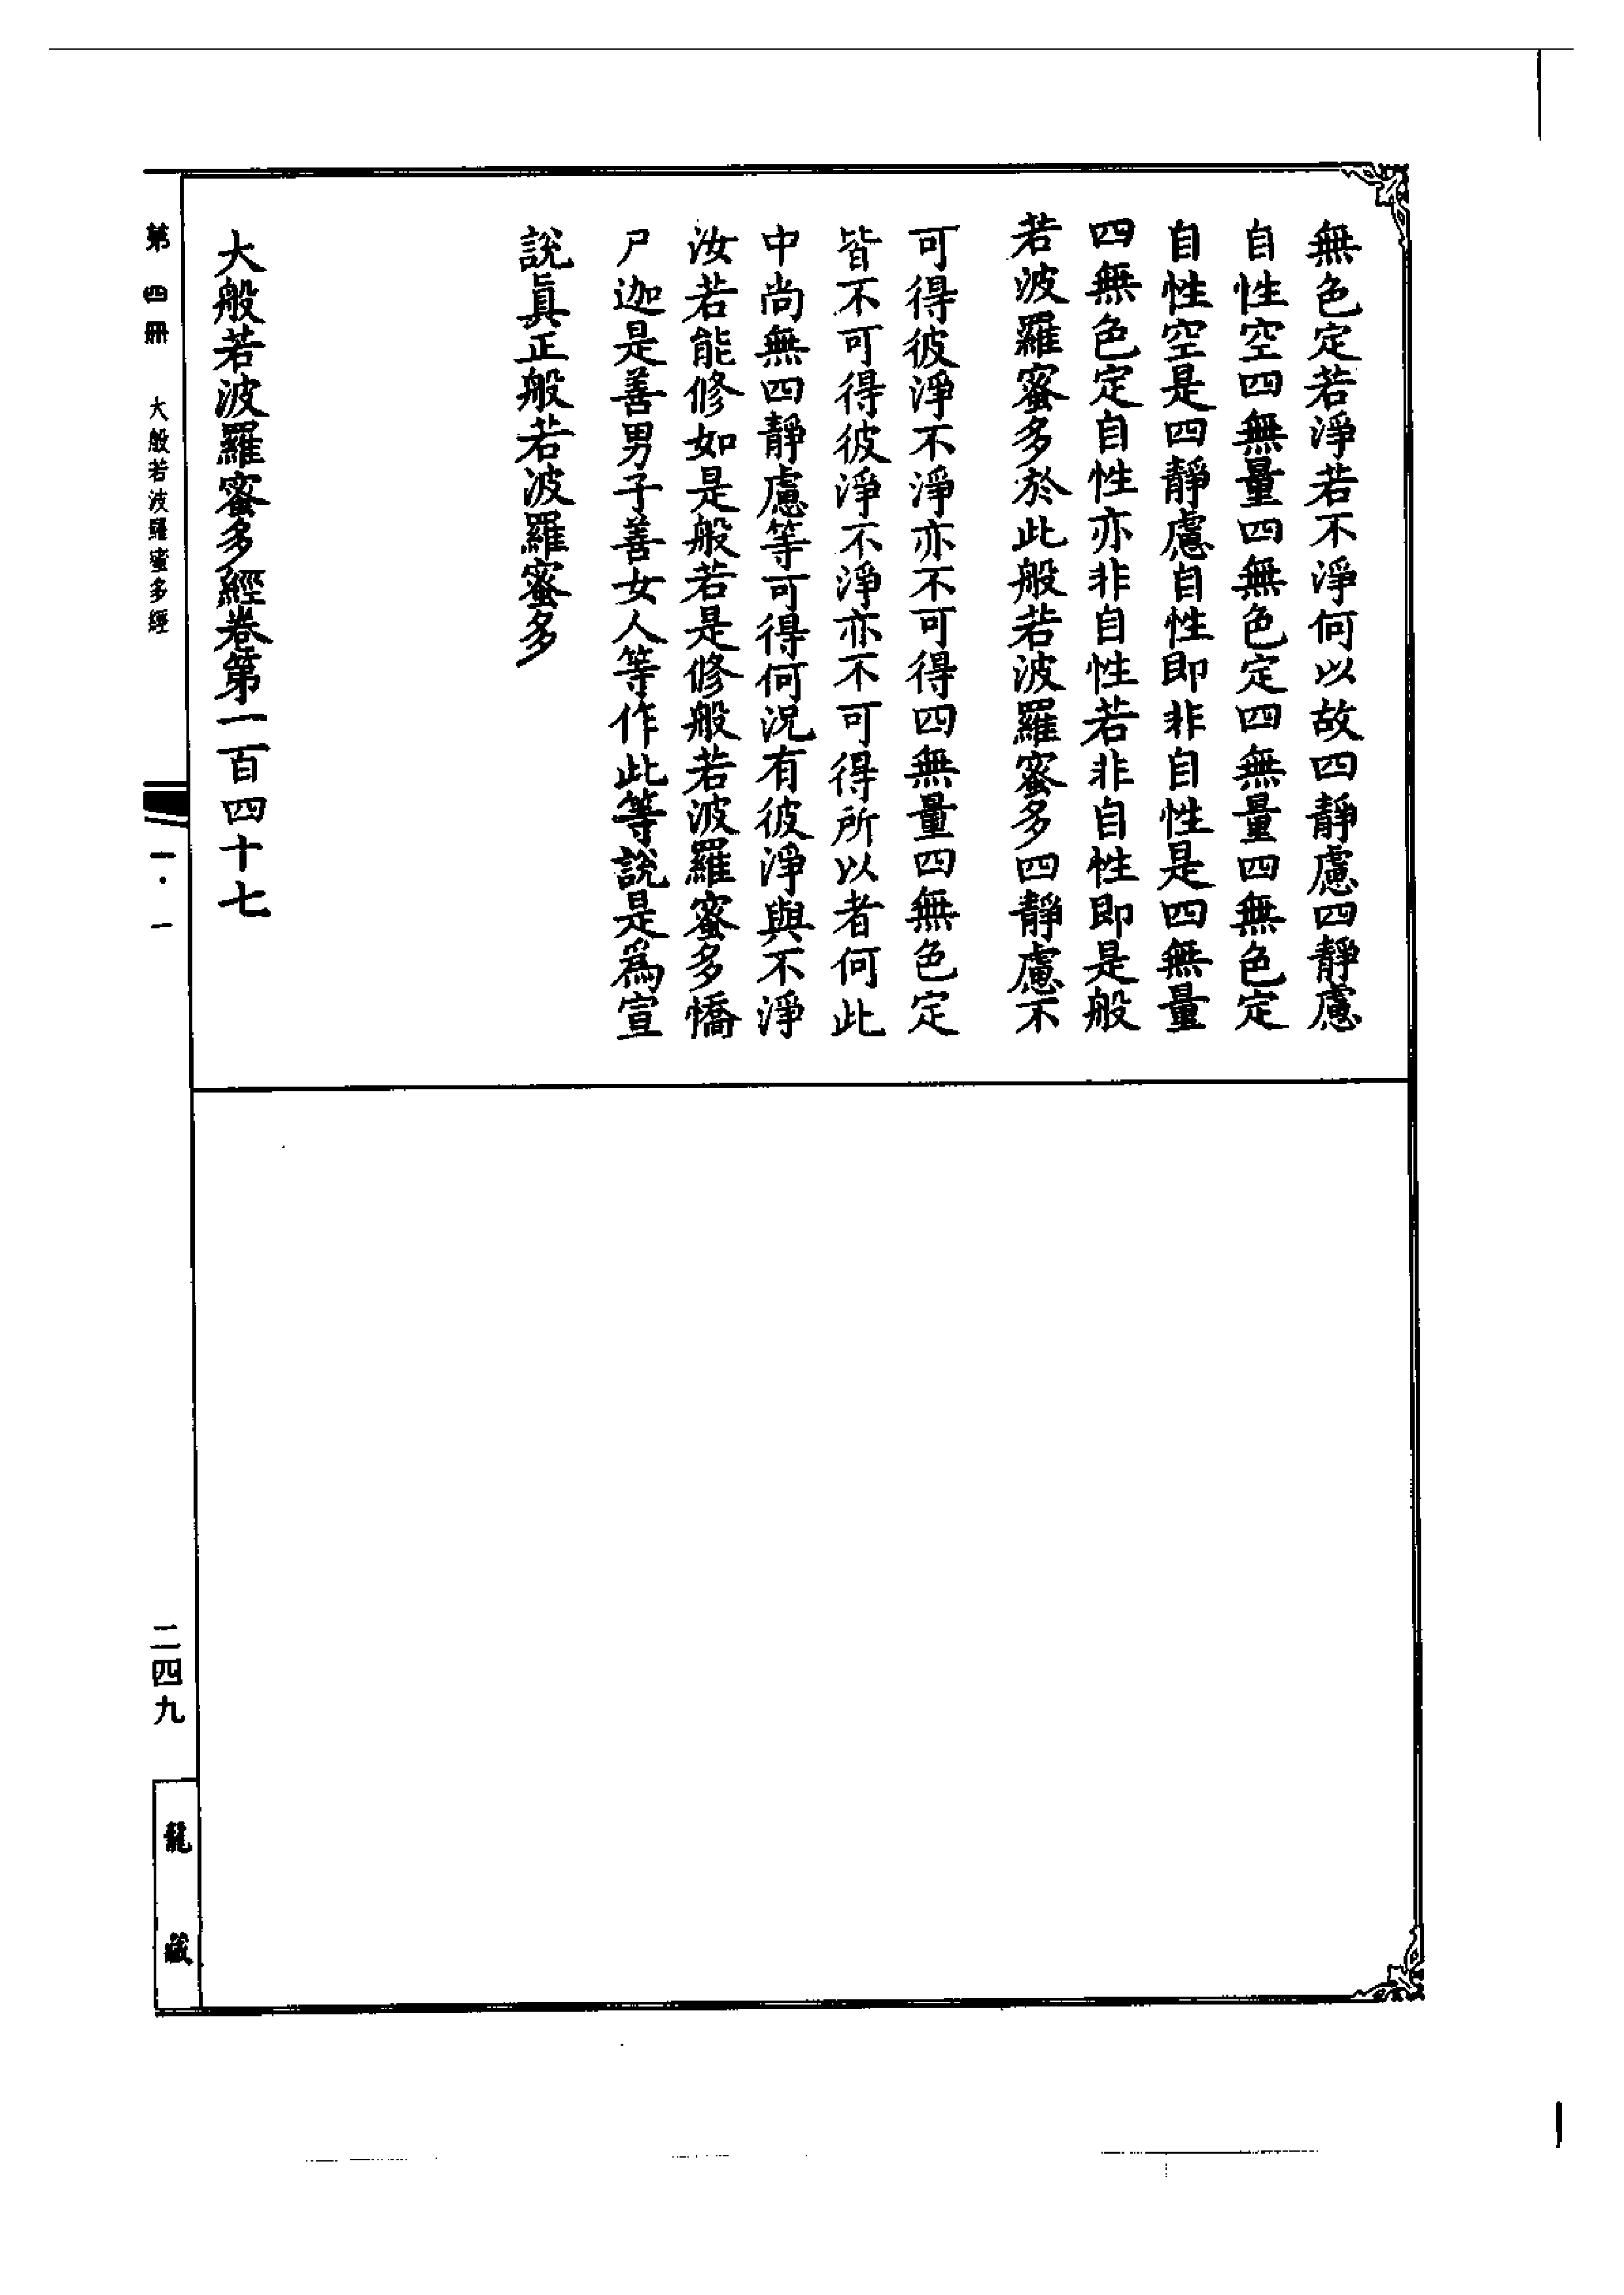 無色定若淨若不淨何以故四靜慮四靜慮
自性空四無量四無色定四無量四無色定
自性空是四靜慮自性即非自性是四無量
四無色定自性亦非自性若非自性即是般
若波羅蜜多於此般若波羅蜜多四靜慮不
可得彼淨不淨亦不可得四無量四無色定
皆不可得彼淨不淨亦不可得所以者何此
中尚無四靜慮等可得何況有彼淨與不淨
汝若能修如是般若是修般若波羅蜜多憍
尸迦是善男子善女人等作此等說是為宣
說真正般若波羅蜜多
大般若波羅蜜多經卷第一百四十七
第四冊 大般若波羅蜜多經
一·一
二四九
龍藏